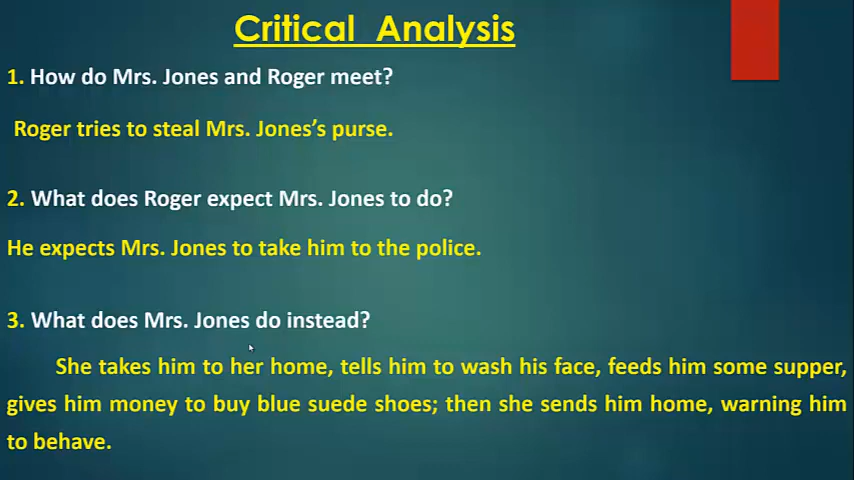 Critical Analysis
1. How do Mrs. Jones and Roger meet?
Roger tries to steal Mrs. Jones’s purse.
2. What does Roger expect Mrs. Jones to do?
He expects Mrs. Jones to take him to the police.
3. What does Mrs. Jones do instead?
She takes him to her home, tells him to wash his face, feeds him some supper,
gives him money to buy blue suede shoes; then she sends him home, warning him
to behave.